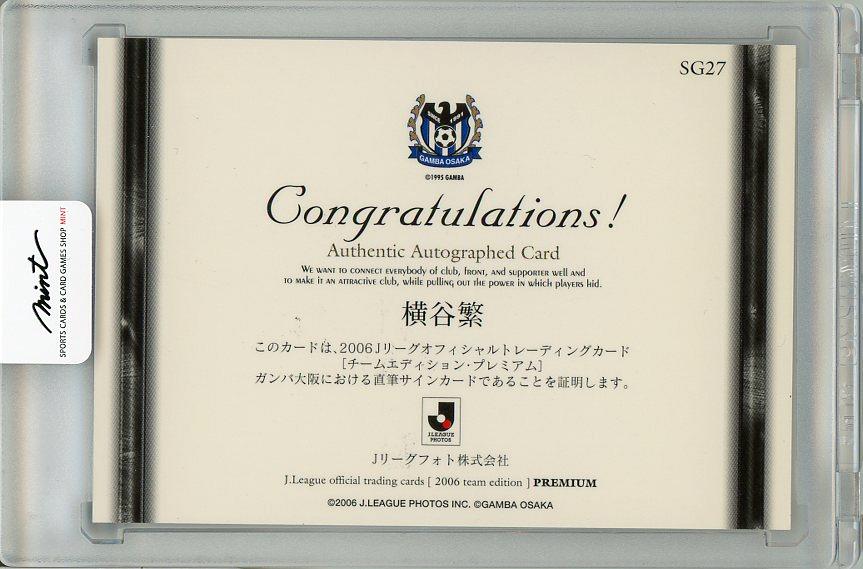 SG27
GAMBA OSAKA
©1995 GAMBA
Congratulations!
Authentic Autographed Card
We want to connect everybody of club, front, and supporter well and
to make it an attractive club, while pulling out the power in which players hid.
横谷繁
このカードは、2006Jリーグオフィシャルトレーディングカード
[チームエディション・プレミアム]
ガンバ大阪における直筆サインカードであることを証明します。
J.LEAGUE
PHOTOS
Jリーグフォト株式会社
J.League official trading cards [ 2006 team edition ] PREMIUM
©2006 J.LEAGUE PHOTOS INC. ©GAMBA OSAKA
mint
SPORTS CARDS & CARD GAMES SHOP MINT